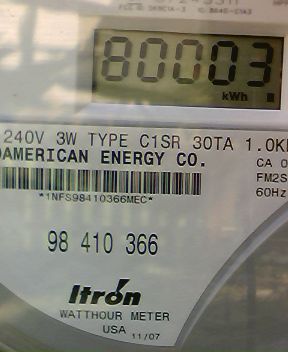 80003
kWh
240V 3W TYPE C1SR 30TA 1.0K
AMERICAN ENERGY CO.
CA 0
FM2S
60Hz
*1NFS98410366MEC*
98 410 366
Itron
WATTHOUR METER
USA 11/07